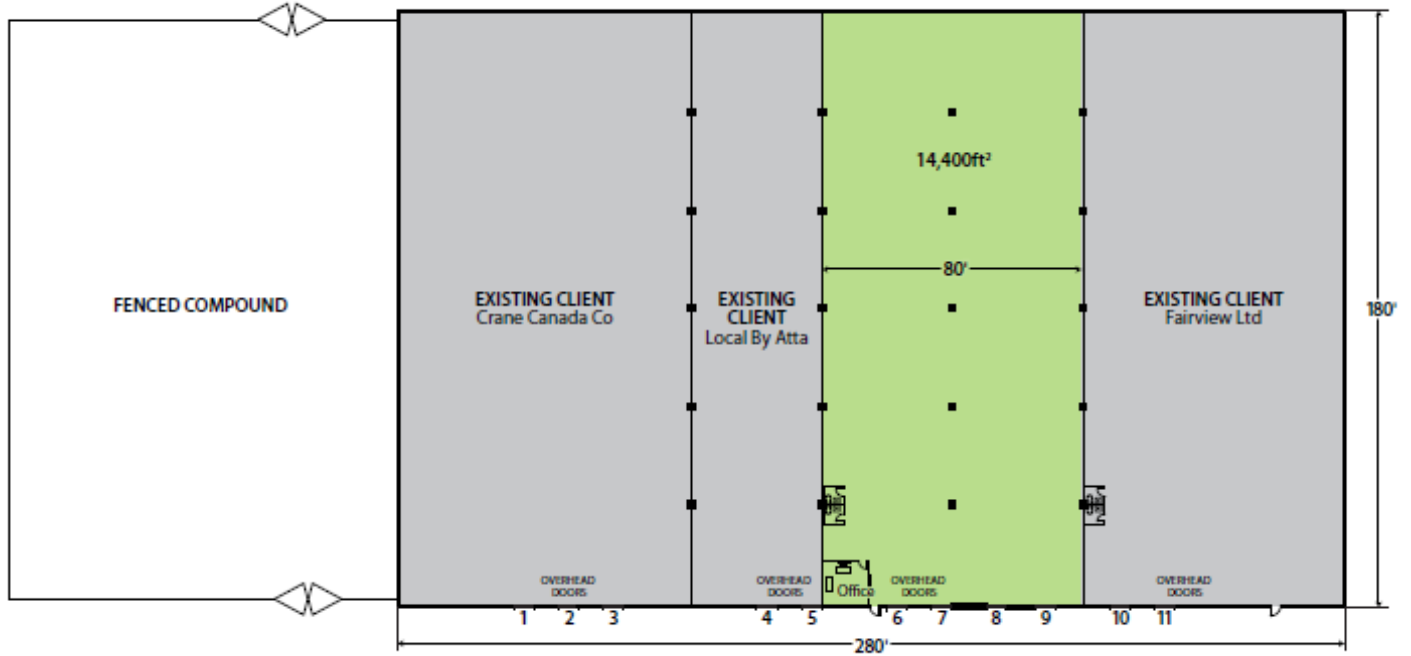 14,400ft²
80'
180'
FENCED COMPOUND
EXISTING CLIENT
Crane Canada Co
EXISTING
CLIENT
Local By Atta
EXISTING CLIENT
Fairview Ltd
OVERHEAD
DOORS
OVERHEAD
DOORS
Office
OVERHEAD
DOORS
OVERHEAD
DOORS
1 2 3 4 5 6 7 8 9 10 11
280'